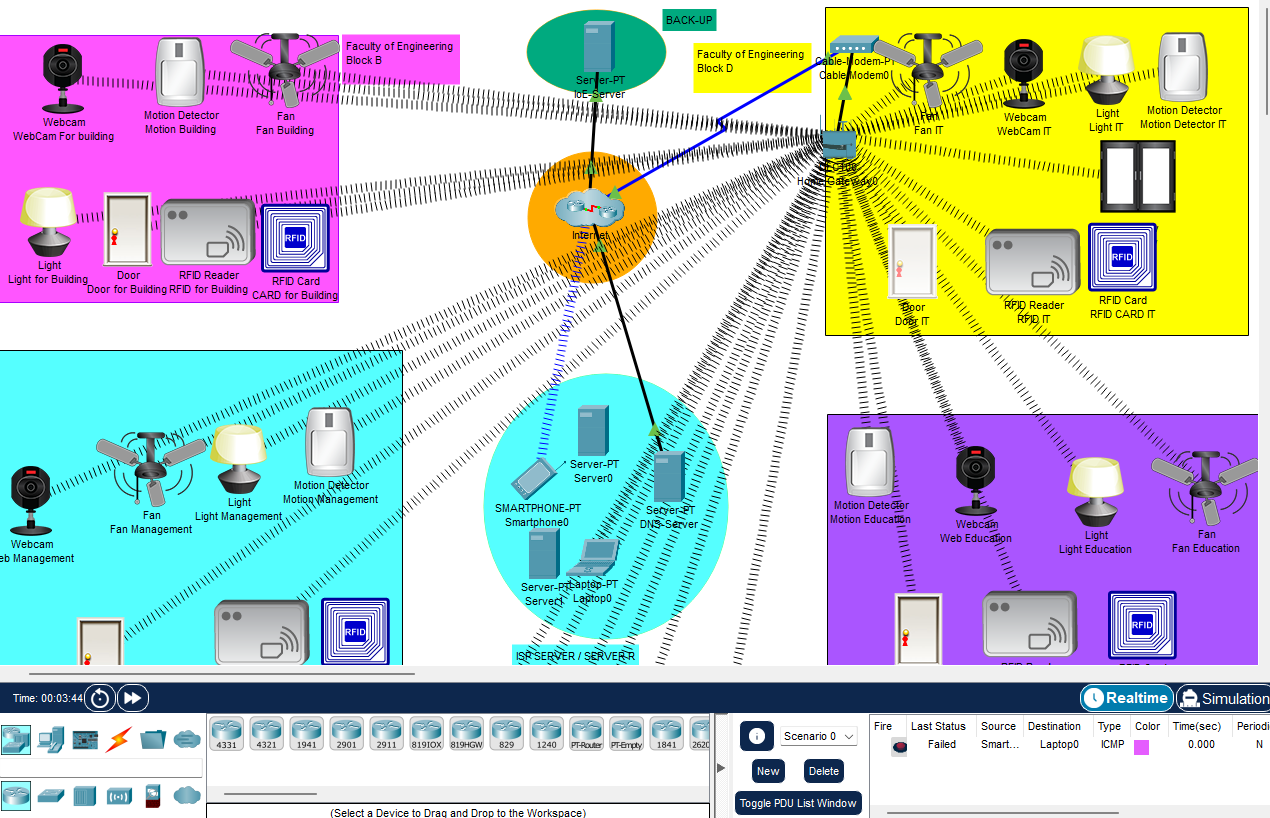 BACK-UP
Faculty of Engineering
Block B
Faculty of Engineering
Block D
Server-PT
IoE-Server
Cable-Modem-PT
Cable Modem0
Webcam
WebCam For building
Motion Detector
Motion Building
Fan
Fan Building
Fan
Fan IT
Webcam
WebCam IT
Light
Light IT
Motion Detector
Motion Detector IT
Home Gateway0
Internet
Light
Light for Building
Door
Door for Building
RFID Reader
RFID for Building
RFID
RFID Card
CARD for Building
Door
Door IT
RFID Reader
RFID IT
RFID
RFID Card
RFID CARD IT
Webcam
eb Management
Fan
Fan Management
Light
Light Management
Motion Detector
Motion Management
RFID
Server-PT
Server0
SMARTPHONE-PT
Smartphone0
Server-PT
DNS-Server
Server-PT
Server1
Laptop-PT
Laptop0
ISP SERVER / SERVER R
Motion Detector
Motion Education
Webcam
Web Education
Light
Light Education
Fan
Fan Education
RFID
Time: 00:03:44
Realtime
Simulation
4331
4321
1941
2901
2911
819IOX
819HGW
829
1240
PT-Router
PT-Empty
1841
2620
(Select a Device to Drag and Drop to the Workspace)
Scenario 0
New
Delete
Toggle PDU List Window
Fire
Last Status
Source
Destination
Type
Color
Time(sec)
Periodi
Failed
Smart...
Laptop0
ICMP
0.000
N